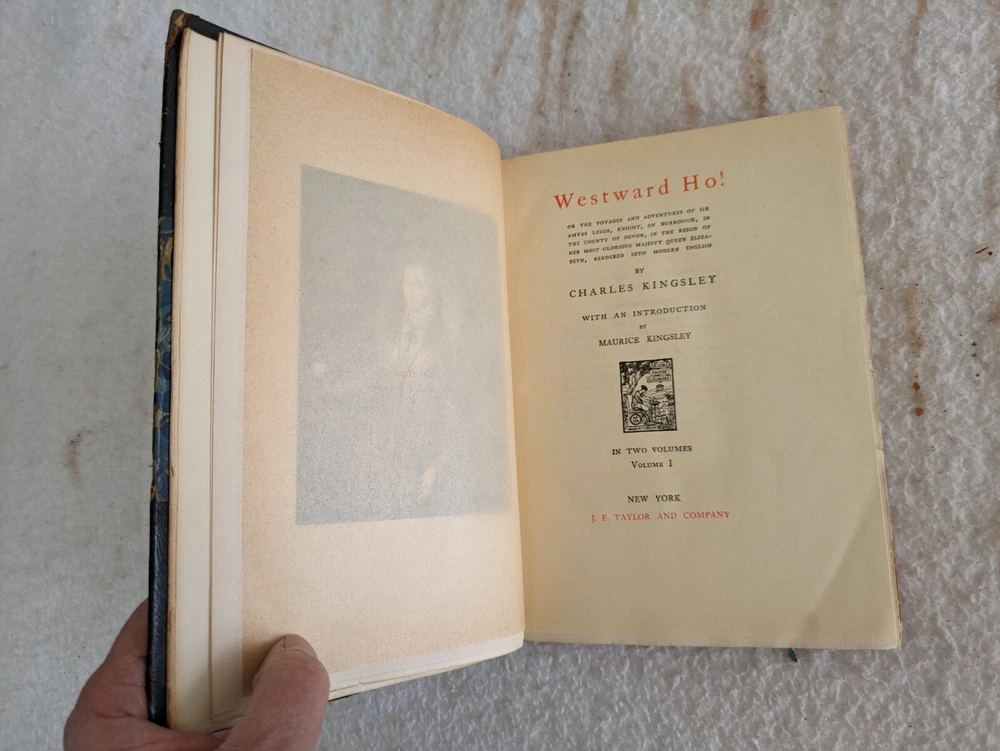 Westward Ho!
OR THE VOYAGES AND ADVENTURES OF SIR
AMYAS LEIGH, KNIGHT, OF BURROUGH, IN
THE COUNTY OF DEVON, IN THE REIGN OF
HER MOST GLORIOUS MAJESTY QUEEN ELIZA-
BETH, RENDERED INTO MODERN ENGLISH
BY
CHARLES KINGSLEY
WITH AN INTRODUCTION
BY
MAURICE KINGSLEY
IN TWO VOLUMES
VOLUME I
NEW YORK
J. F. TAYLOR AND COMPANY